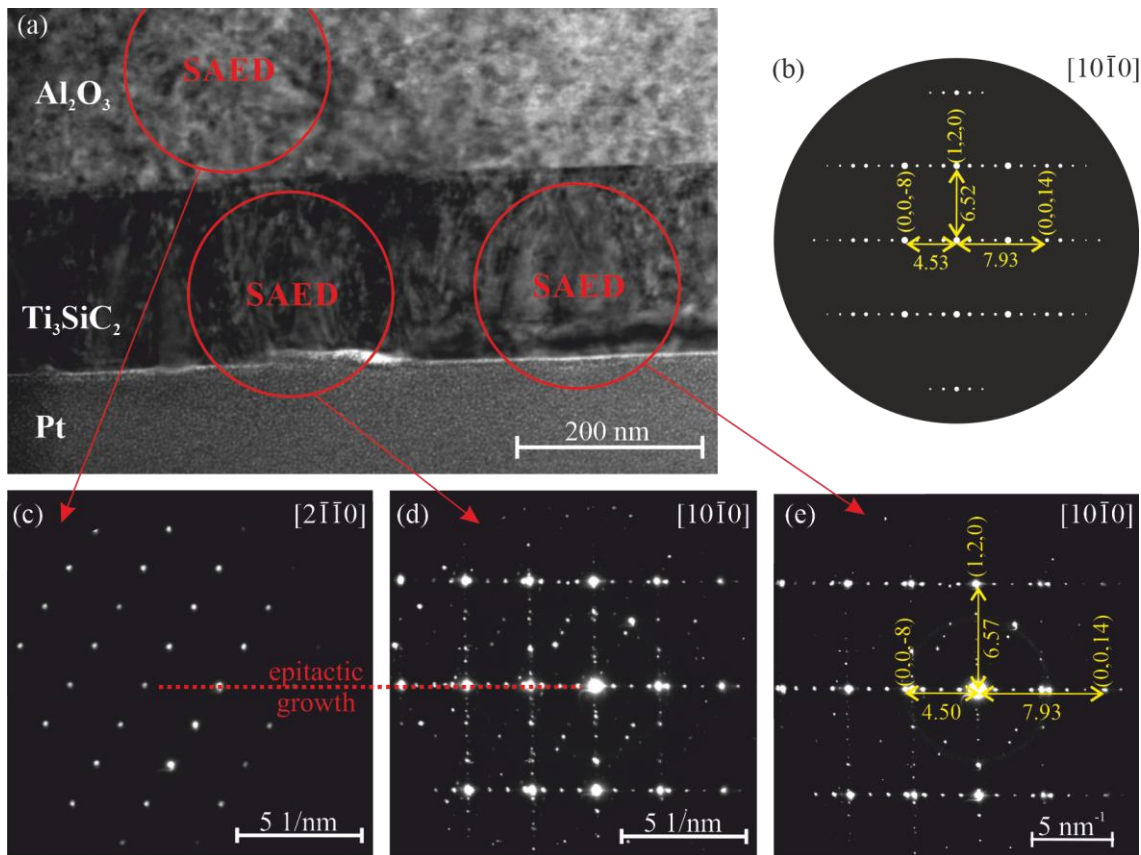 (a)
SAED
Al₂O₃
SAED
SAED
Ti₃SiC₂
Pt
200 nm
(b)
[101̄0]
(1,2,0)
(0,0,-8)
6.52
(0,0,14)
4.53
7.93
(c)
[21̄1̄0]
epitactic
growth
5 1/nm
(d)
[101̄0]
5 1/nm
(e)
[101̄0]
(1,2,0)
(0,0,-8)
6.57
(0,0,14)
4.50
7.93
5 nm⁻¹